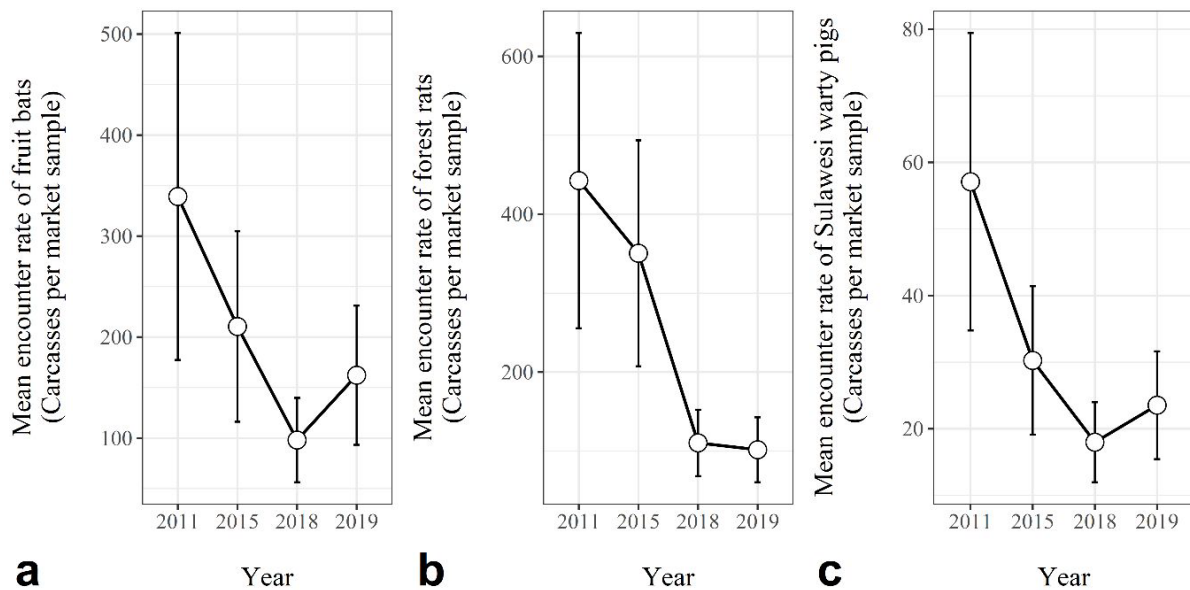 Mean encounter rate of fruit bats
(Carcasses per market sample)
500
400
300
200
100
2011 2015 2018 2019
Year
a
Mean encounter rate of forest rats
(Carcasses per market sample)
600
400
200
2011 2015 2018 2019
Year
b
Mean encounter rate of Sulawesi warty pigs
(Carcasses per market sample)
80
60
40
20
2011 2015 2018 2019
Year
c